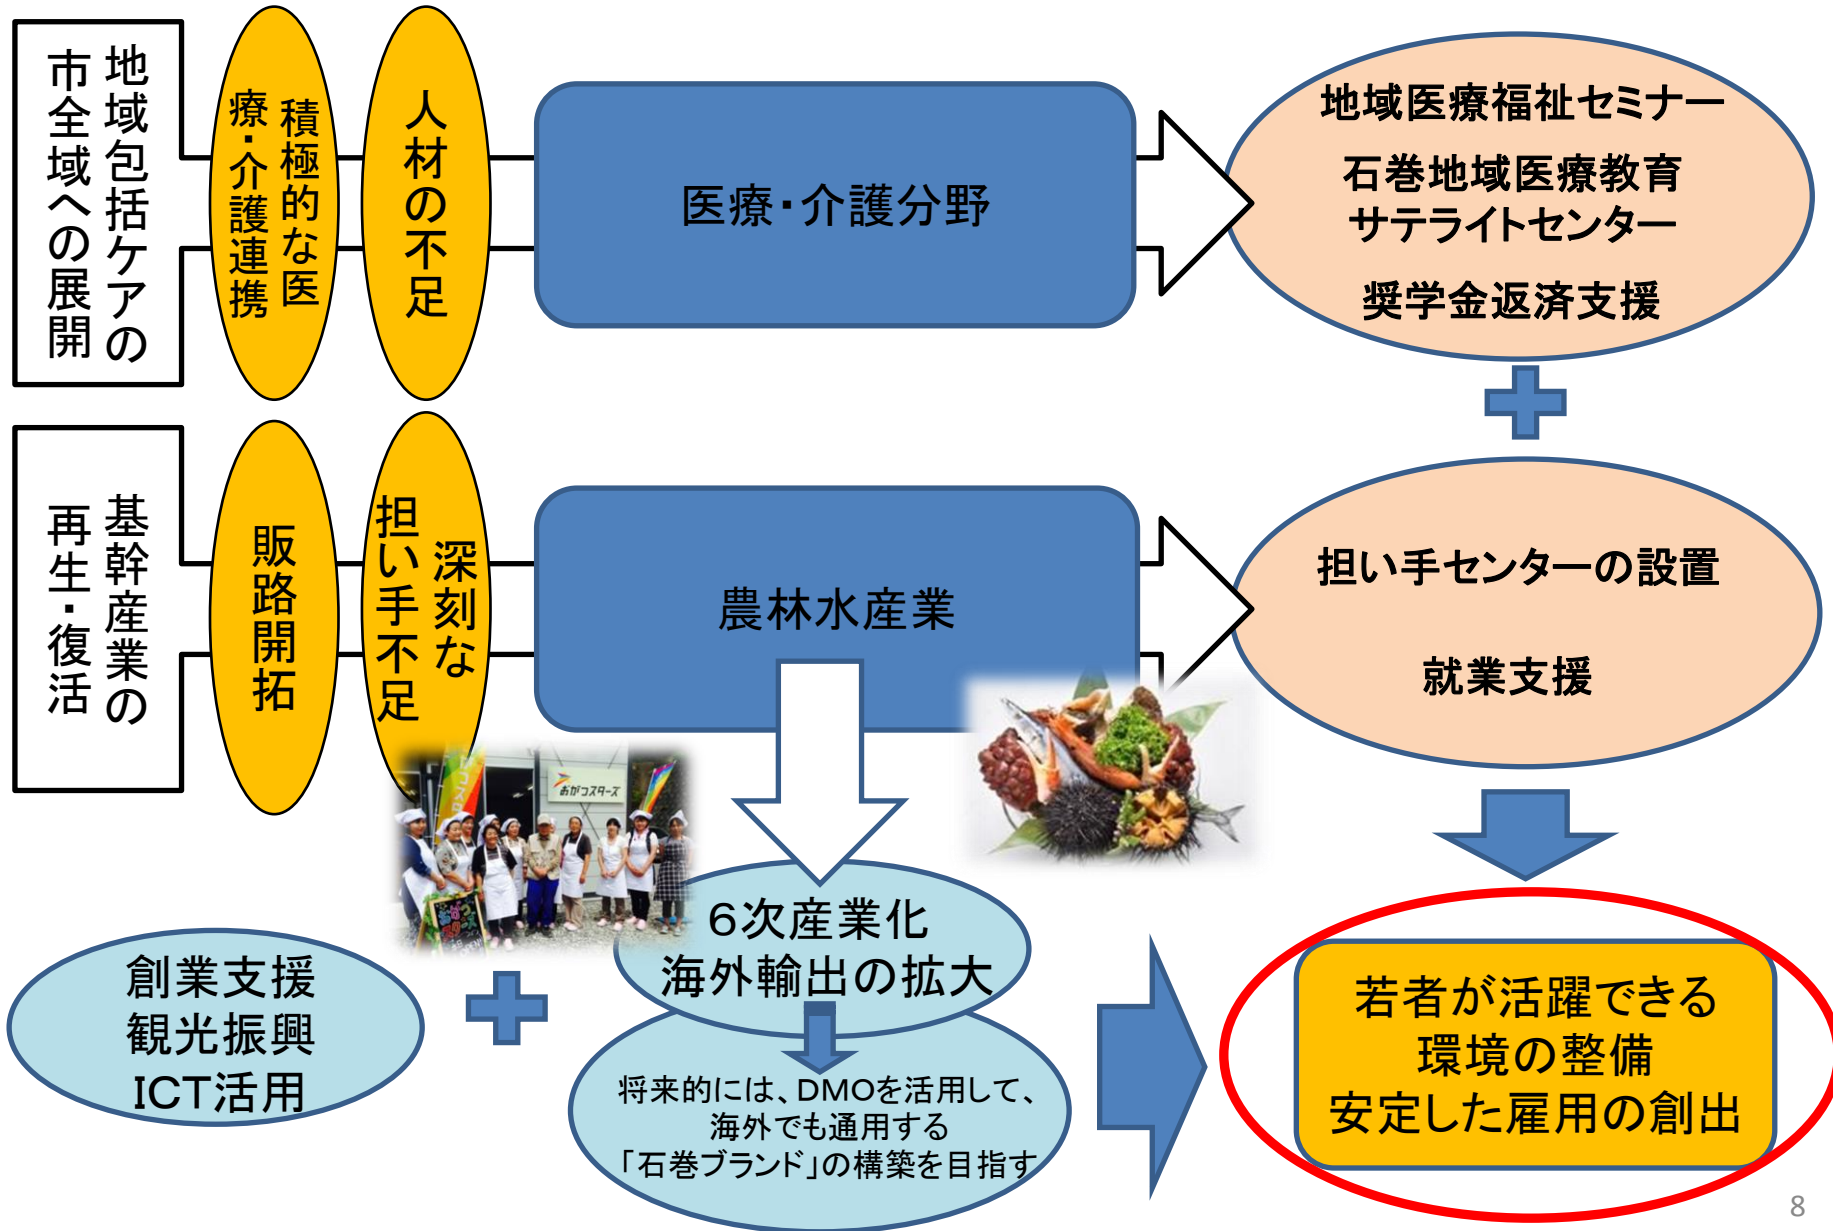 地域包括ケアの
市全域への展開
積極的な医
療・介護連携
人材の不足
医療・介護分野
地域医療福祉セミナー
石巻地域医療教育
サテライトセンター
奨学金返済支援
基幹産業の
再生・復活
販路開拓
深刻な
担い手不足
農林水産業
担い手センターの設置
就業支援
おがつスターズ
6次産業化
海外輸出の拡大
創業支援
観光振興
ICT活用
将来的には、DMOを活用して、
海外でも通用する
「石巻ブランド」の構築を目指す
若者が活躍できる
環境の整備
安定した雇用の創出
8